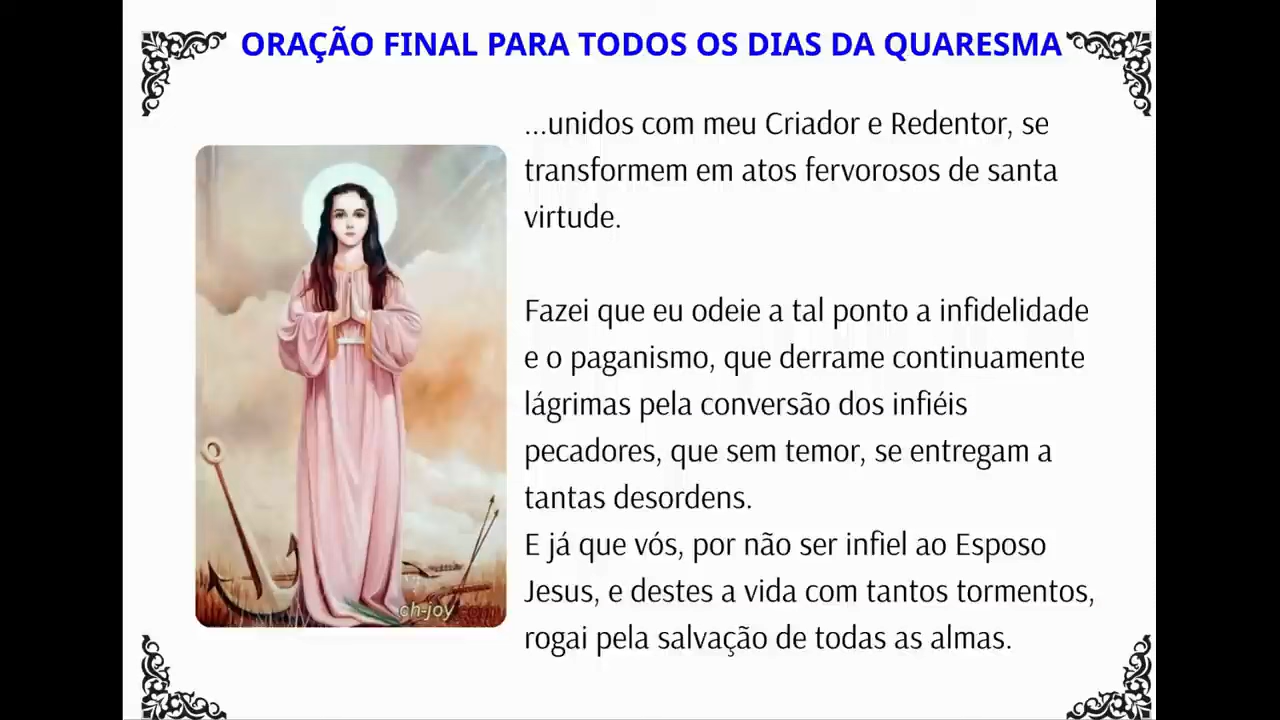 ORAÇÃO FINAL PARA TODOS OS DIAS DA QUARESMA
...unidos com meu Criador e Redentor, se
transformem em atos fervorosos de santa
virtude.
Fazei que eu odeie a tal ponto a infidelidade
e o paganismo, que derrame continuamente
lágrimas pela conversão dos infiéis
pecadores, que sem temor, se entregam a
tantas desordens.
E já que vós, por não ser infiel ao Esposo
Jesus, e destes a vida com tantos tormentos,
rogai pela salvação de todas as almas.
oh-joy